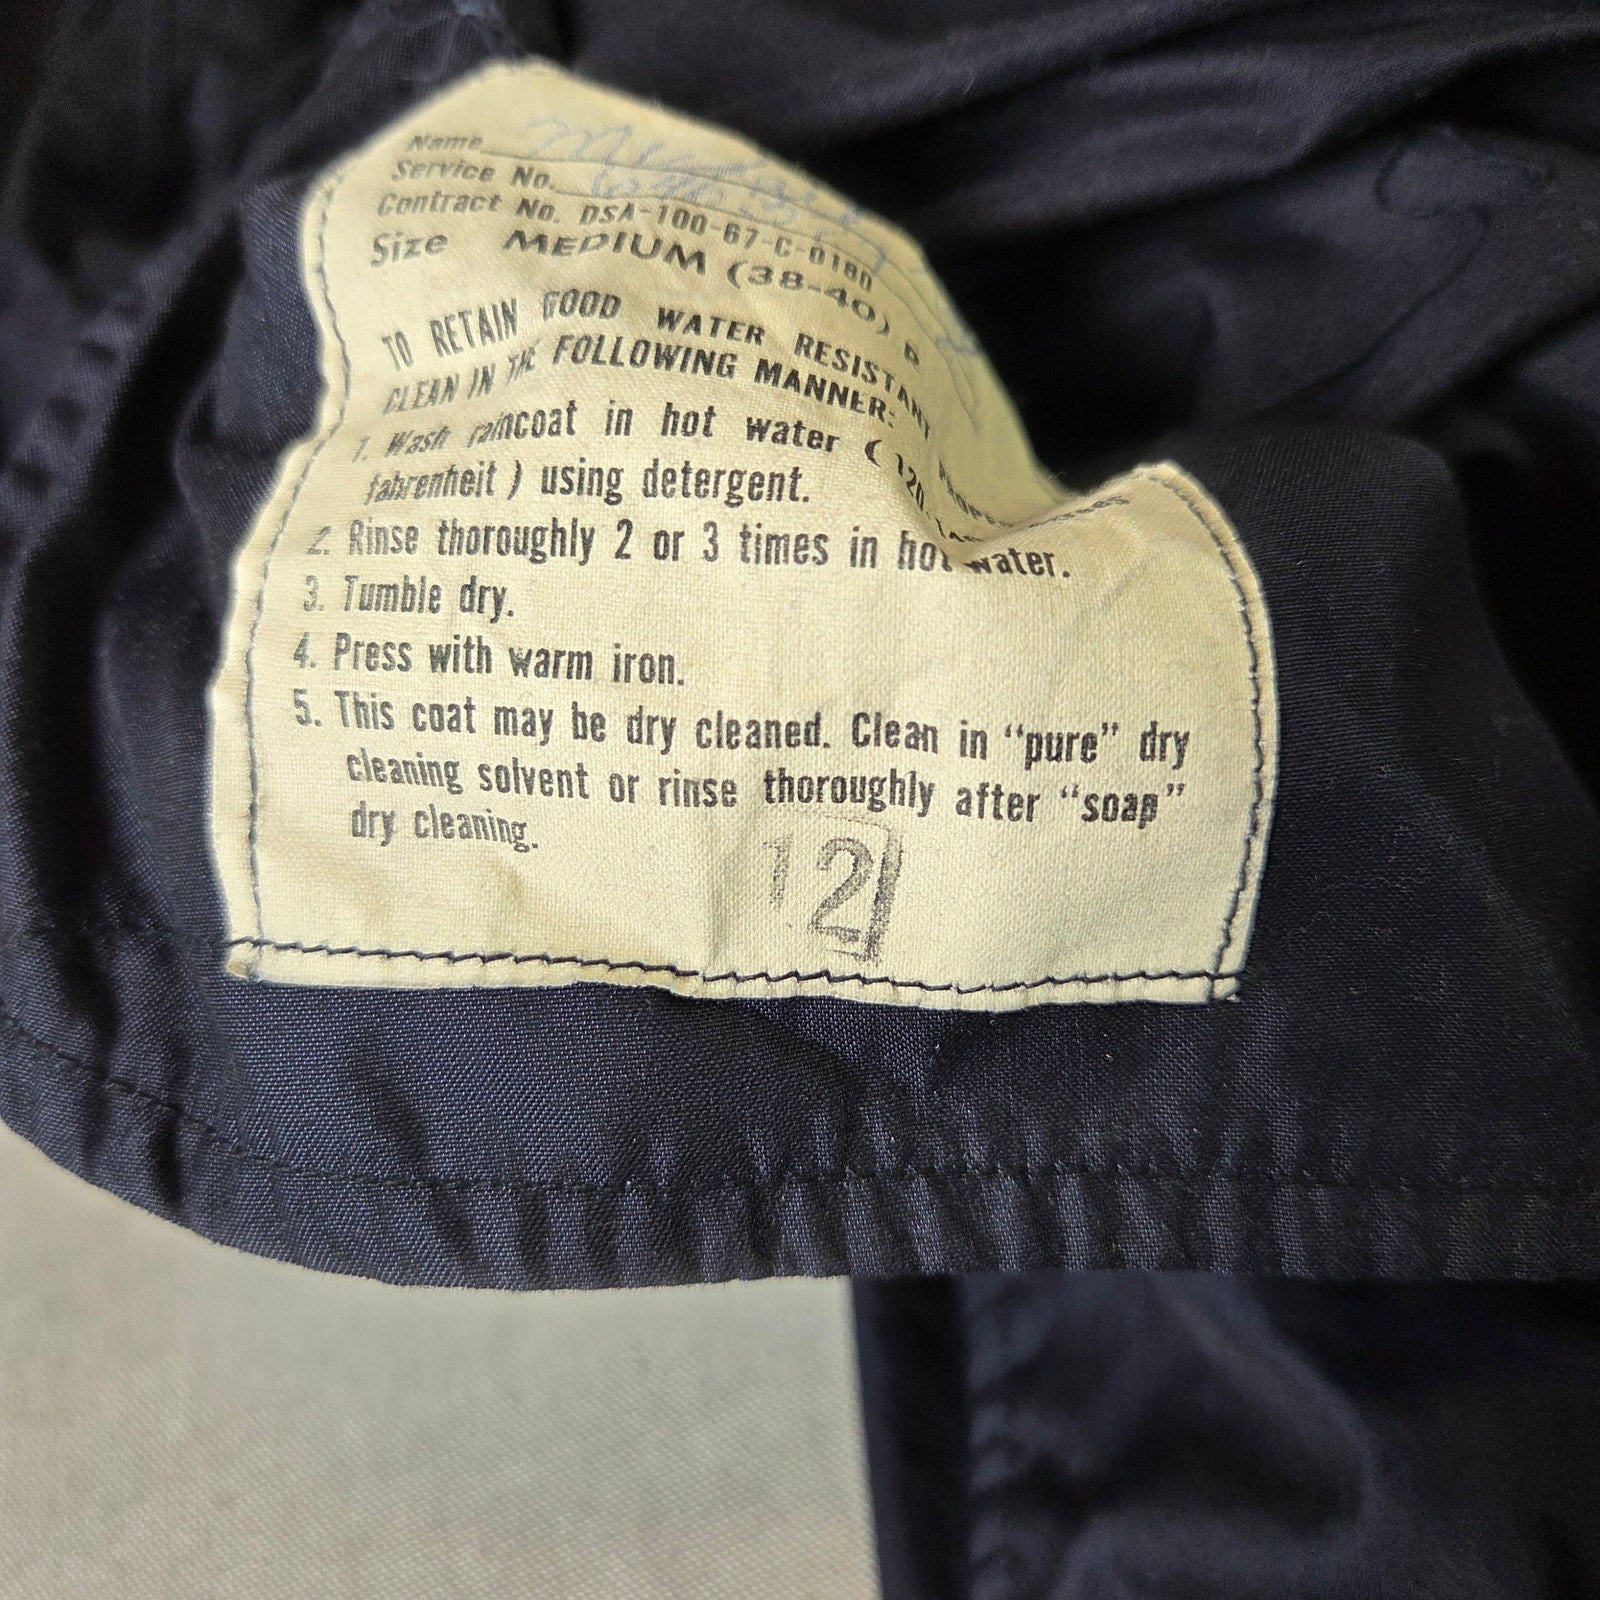 Name
Service No.
Contract No. DSA-100-67-C-0180
Size MEDIUM (38-40) R
TO RETAIN GOOD WATER RESISTANT
CLEAN IN THE FOLLOWING MANNER:
1. Wash raincoat in hot water (120
fahrenheit) using detergent.
2. Rinse thoroughly 2 or 3 times in hot water.
3. Tumble dry.
4. Press with warm iron.
5. This coat may be dry cleaned. Clean in “pure” dry
cleaning solvent or rinse thoroughly after “soap”
dry cleaning.
12